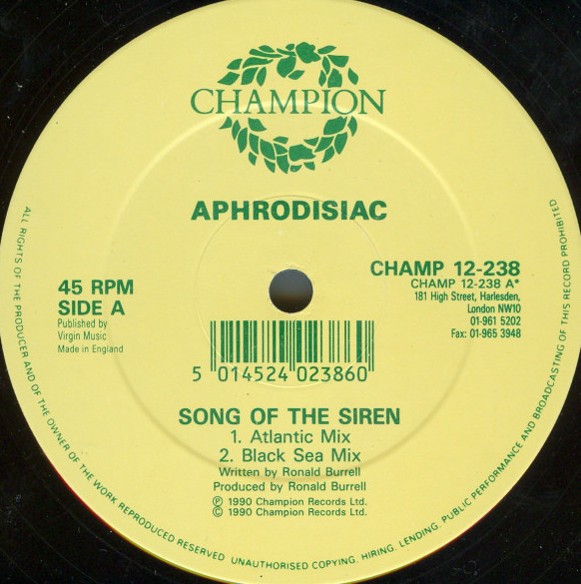 CHAMPION
APHRODISIAC
CHAMP 12-238
CHAMP 12-238 A*
181 High Street, Harlesden,
London NW10
01-961 5202
Fax: 01-965 3948
45 RPM
SIDE A
Published by
Virgin Music
Made in England
5 014524 023860
SONG OF THE SIREN
1. Atlantic Mix
2. Black Sea Mix
Written by Ronald Burrell
Produced by Ronald Burrell
Ⓟ 1990 Champion Records Ltd.
© 1990 Champion Records Ltd.
ALL RIGHTS OF THE PRODUCER AND OF THE OWNER OF THE WORK REPRODUCED RESERVED. UNAUTHORISED COPYING. HIRING. LENDING. PUBLIC PERFORMANCE AND BROADCASTING OF THIS RECORD PROHIBITED